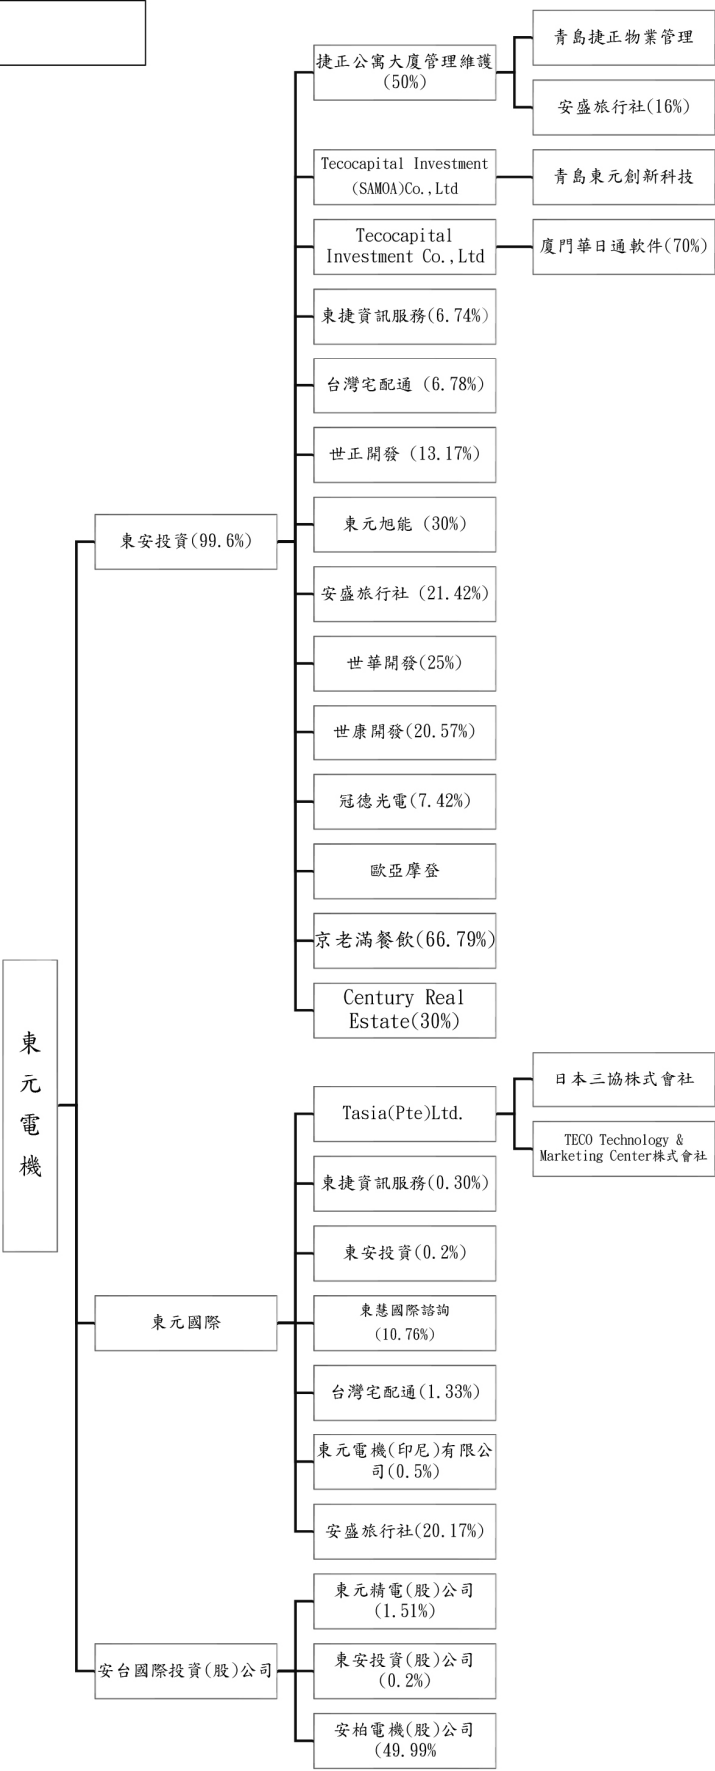 東元電機
東安投資(99.6%)
捷正公寓大廈管理維護
(50%)
青島捷正物業管理
安盛旅行社(16%)
Tecocapital Investment
(SAMOA)Co.,Ltd
青島東元創新科技
Tecocapital
Investment Co.,Ltd
廈門華日通軟件(70%)
東捷資訊服務(6.74%)
台灣宅配通 (6.78%)
世正開發 (13.17%)
東元旭能 (30%)
安盛旅行社 (21.42%)
世華開發(25%)
世康開發(20.57%)
冠德光電(7.42%)
歐亞摩登
京老滿餐飲(66.79%)
Century Real
Estate(30%)
東元國際
Tasia(Pte)Ltd.
日本三協株式會社
TECO Technology &
Marketing Center株式會社
東捷資訊服務(0.30%)
東安投資(0.2%)
東慧國際諮詢
(10.76%)
台灣宅配通(1.33%)
東元電機(印尼)有限公
司(0.5%)
安盛旅行社(20.17%)
安台國際投資(股)公司
東元精電(股)公司
(1.51%)
東安投資(股)公司
(0.2%)
安柏電機(股)公司
(49.99%